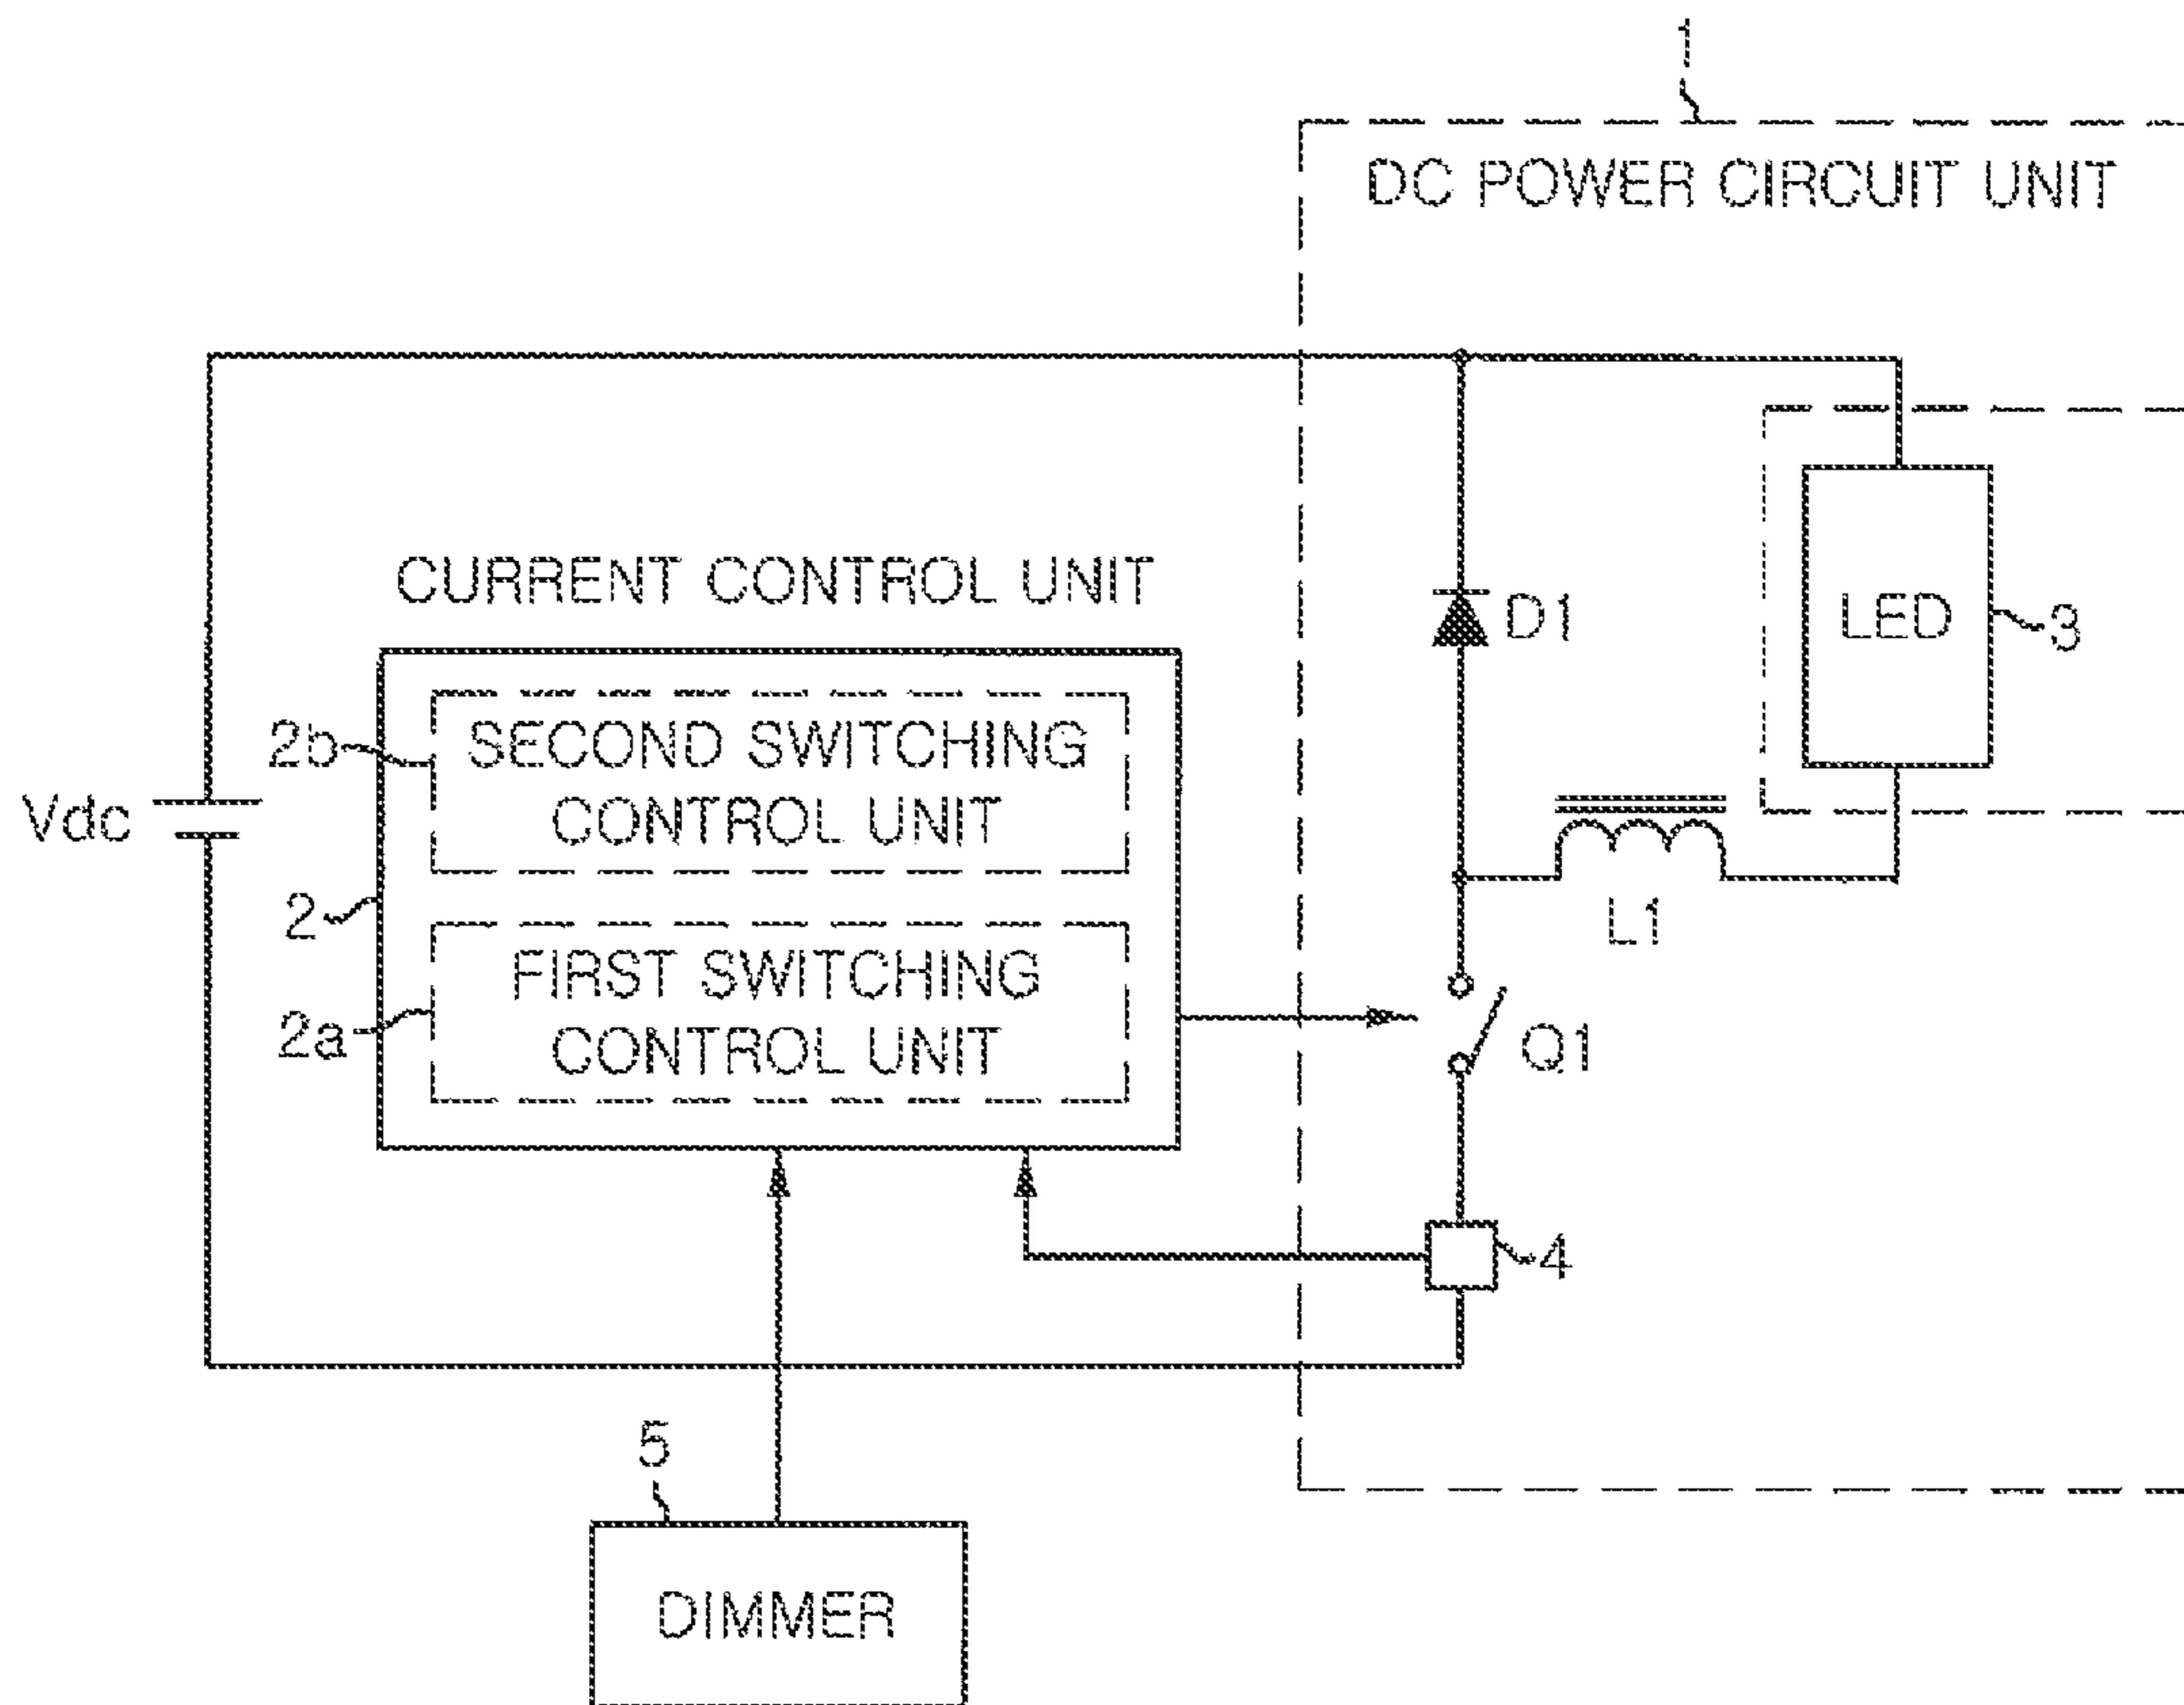 1
DC POWER CIRCUIT UNIT
CURRENT CONTROL UNIT
D1
LED
3
2b
SECOND SWITCHING
CONTROL UNIT
Vdc
2
L1
FIRST SWITCHING
CONTROL UNIT
2a
Q1
4
5
DIMMER